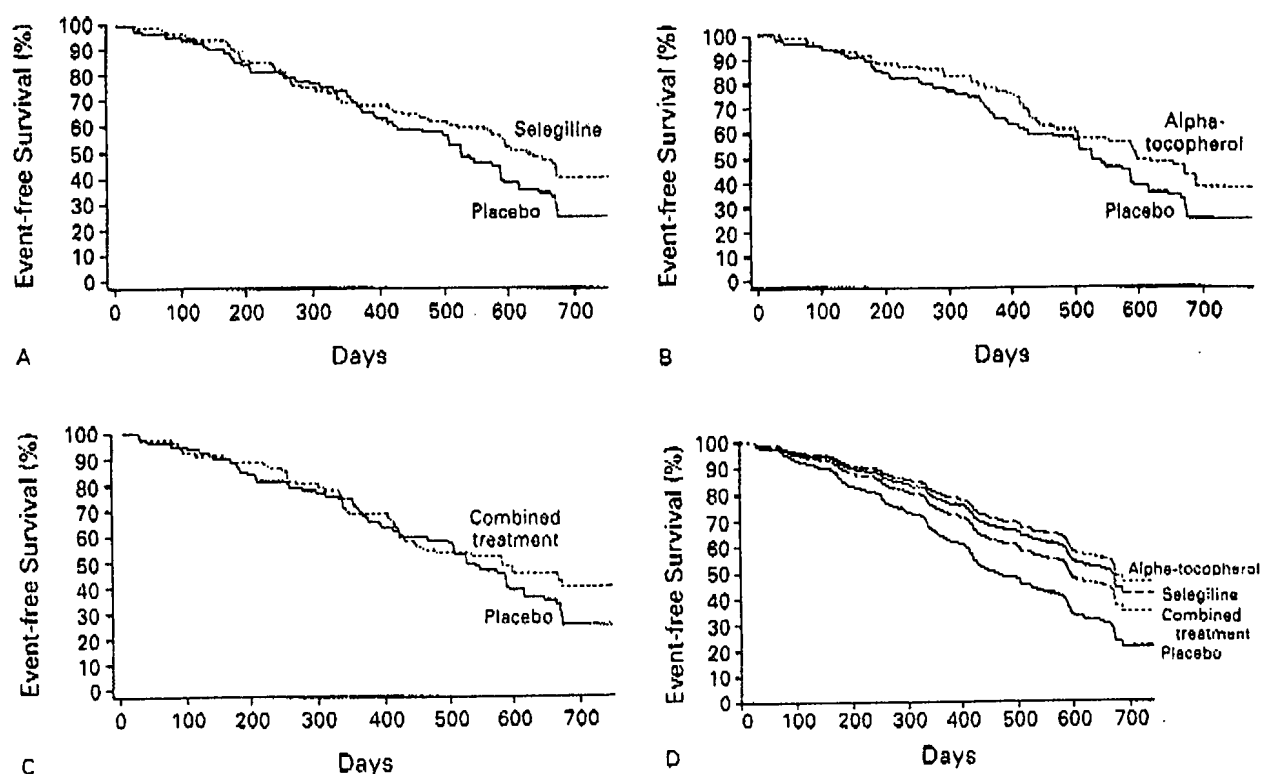 Event-free Survival (%)
100
90
80
70
60
50
40
30
20
10
0
Selegiline
Placebo
0 100 200 300 400 500 600 700
Days
A
Event-free Survival (%)
100
90
80
70
60
50
40
30
20
10
0
Alpha-
tocopherol
Placebo
0 100 200 300 400 500 600 700
Days
B
Event-free Survival (%)
100
90
80
70
60
50
40
30
20
10
0
Combined
treatment
Placebo
0 100 200 300 400 500 600 700
Days
C
Event-free Survival (%)
100
90
80
70
60
50
40
30
20
10
0
Alpha-tocopherol
Selegiline
Combined
treatment
Placebo
0 100 200 300 400 500 600 700
Days
D